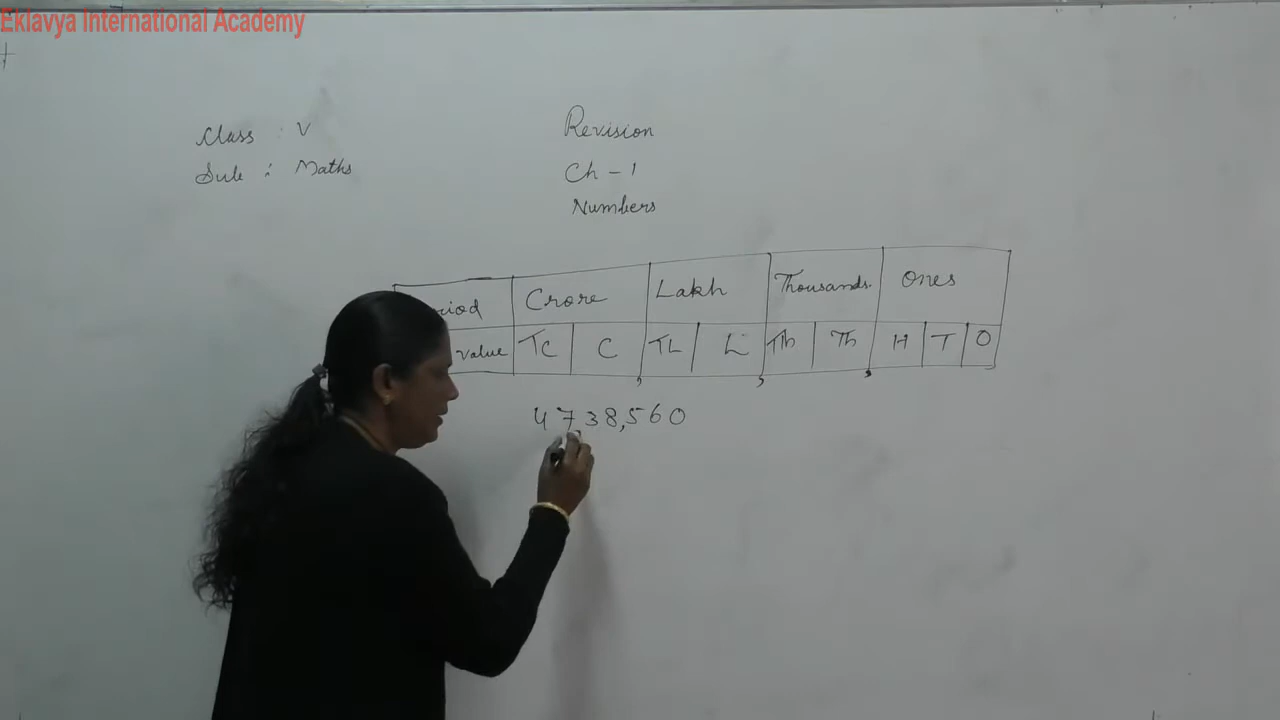 Eklavya International Academy
Class : V
Sub : Maths
Revision
Ch - 1
Numbers
Crore Lakh Thousands Ones
value TC C TL L Th Th H T O
, , ,
4 7,3 8,5 6 0